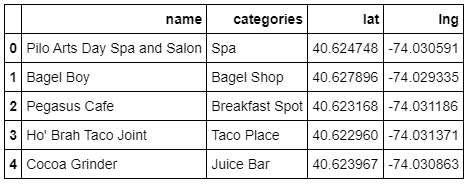 name categories lat lng
0 Pilo Arts Day Spa and Salon Spa 40.624748 -74.030591
1 Bagel Boy Bagel Shop 40.627896 -74.029335
2 Pegasus Cafe Breakfast Spot 40.623168 -74.031186
3 Ho' Brah Taco Joint Taco Place 40.622960 -74.031371
4 Cocoa Grinder Juice Bar 40.623967 -74.030863